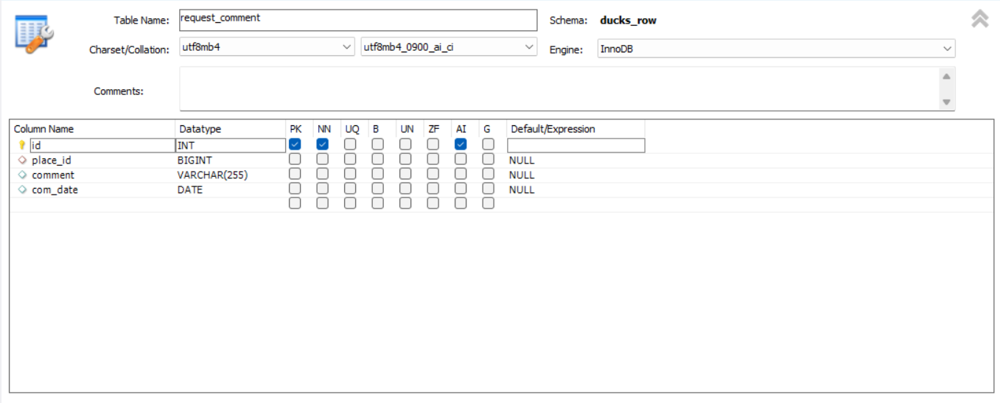 Table Name: request_comment Schema: ducks_row
Charset/Collation: utf8mb4 utf8mb4_0900_ai_ci Engine: InnoDB
Comments:
Column Name Datatype PK NN UQ B UN ZF AI G Default/Expression
id INT
place_id BIGINT NULL
comment VARCHAR(255) NULL
com_date DATE NULL